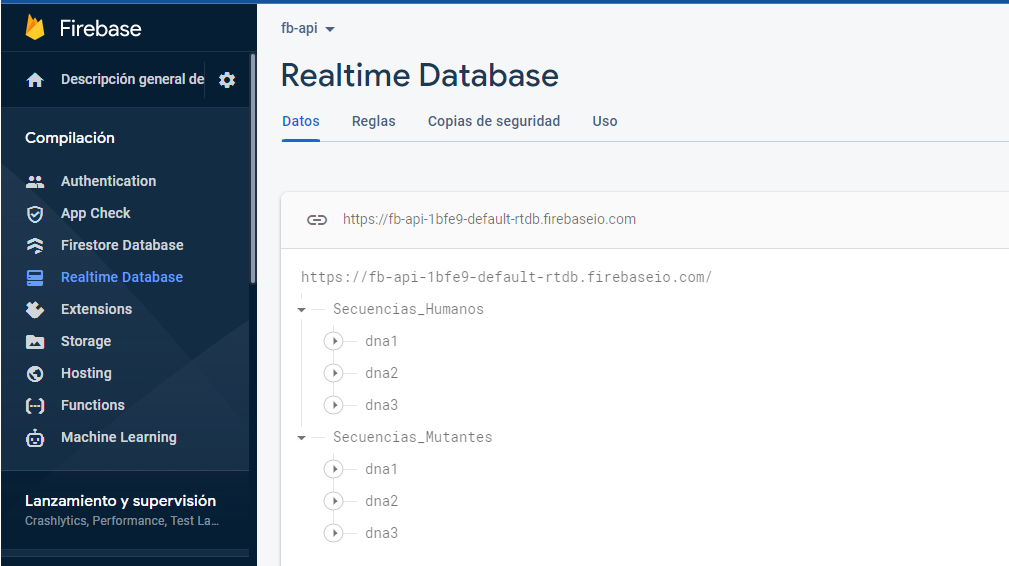 Firebase
Descripción general de
Compilación
Authentication
App Check
Firestore Database
Realtime Database
Extensions
Storage
Hosting
Functions
Machine Learning
Lanzamiento y supervisión
Crashlytics, Performance, Test La...
fb-api
Realtime Database
Datos Reglas Copias de seguridad Uso
https://fb-api-1bfe9-default-rtdb.firebaseio.com
https://fb-api-1bfe9-default-rtdb.firebaseio.com/
Secuencias_Humanos
dna1
dna2
dna3
Secuencias_Mutantes
dna1
dna2
dna3